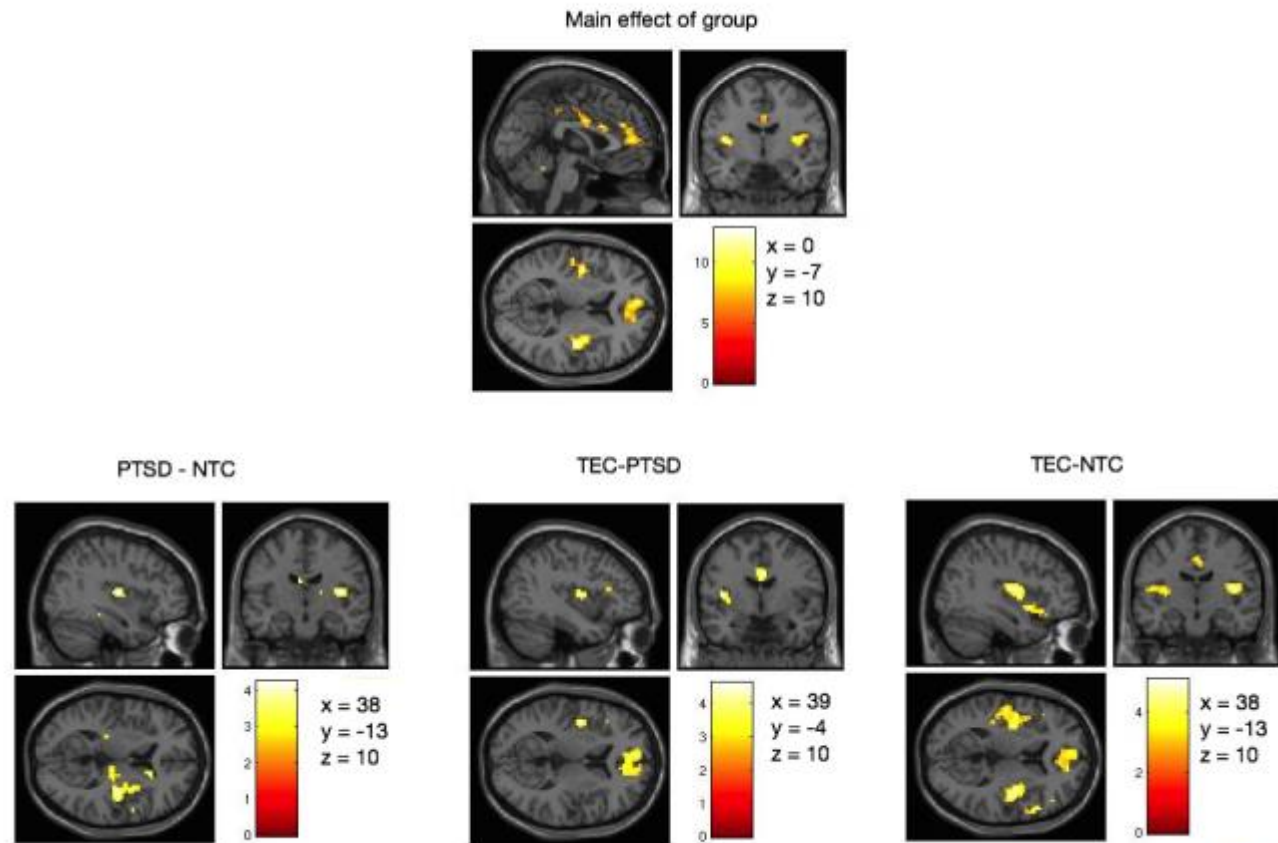 Main effect of group
10
5
0
x = 0
y = -7
z = 10
PTSD - NTC
4
3
2
1
0
x = 38
y = -13
z = 10
TEC-PTSD
4
3
2
1
0
x = 39
y = -4
z = 10
TEC-NTC
4
2
0
x = 38
y = -13
z = 10